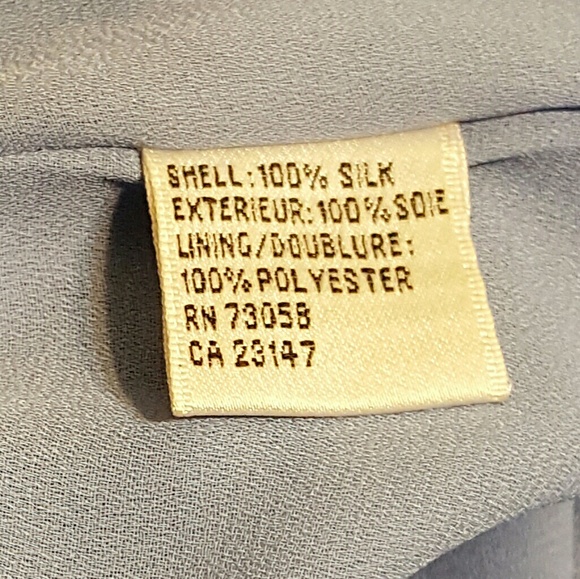 SHELL: 100% SILK
EXTERIEUR: 100% SOIE
LINING/DOUBLURE:
100% POLYESTER
RN 73058
CA 23147